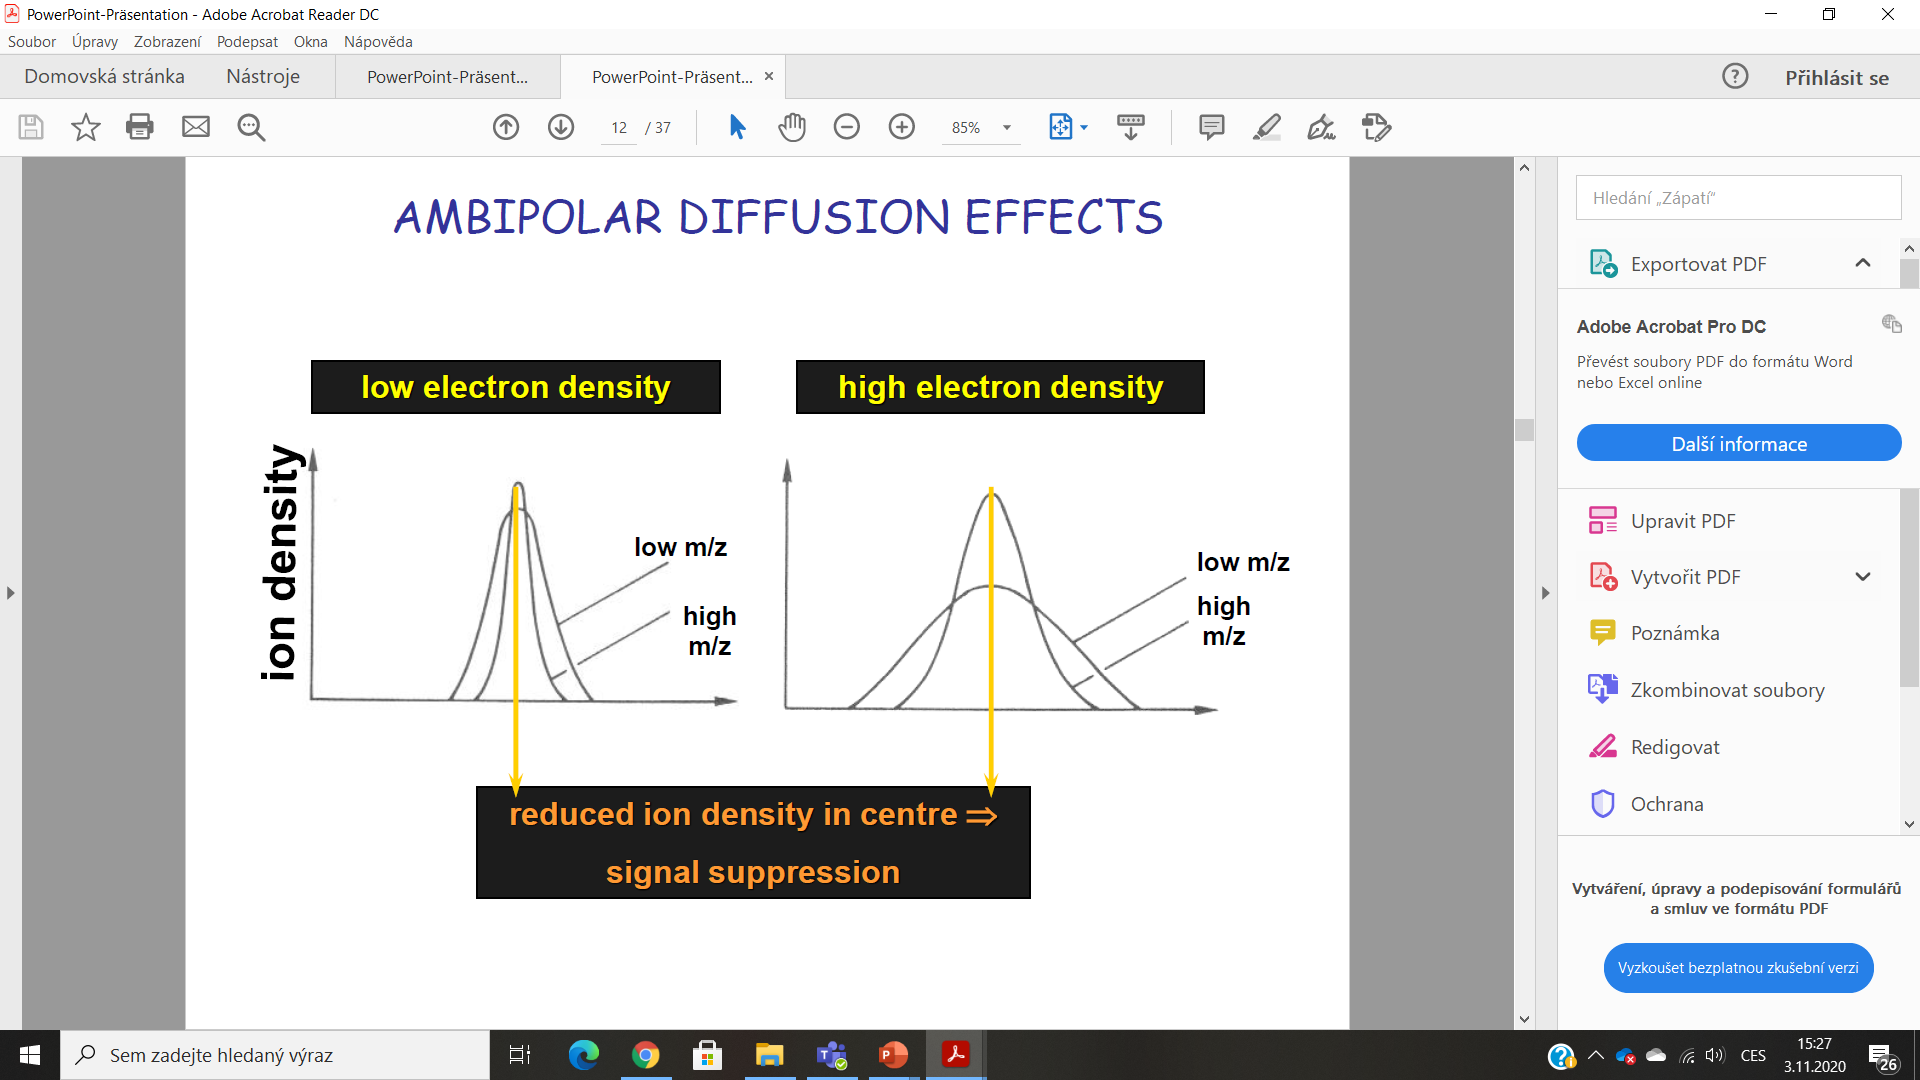 PowerPoint-Präsentation - Adobe Acrobat Reader DC
Soubor Úpravy Zobrazení Podepsat Okna Nápověda
Domovská stránka Nástroje PowerPoint-Präsent... PowerPoint-Präsent... × Přihlásit se
12 / 37 85%
AMBIPOLAR DIFFUSION EFFECTS
low electron density
high electron density
ion density
low m/z
high
m/z
low m/z
high
m/z
reduced ion density in centre ⇒
signal suppression
Hledání „Zápatí“
Exportovat PDF
Adobe Acrobat Pro DC
Převést soubory PDF do formátu Word
nebo Excel online
Další informace
Upravit PDF
Vytvořit PDF
Poznámka
Zkombinovat soubory
Redigovat
Ochrana
Vytváření, úpravy a podepisování formulářů
a smluv ve formátu PDF
Vyzkoušet bezplatnou zkušební verzi
Sem zadejte hledaný výraz
CES
15:27
3.11.2020
26